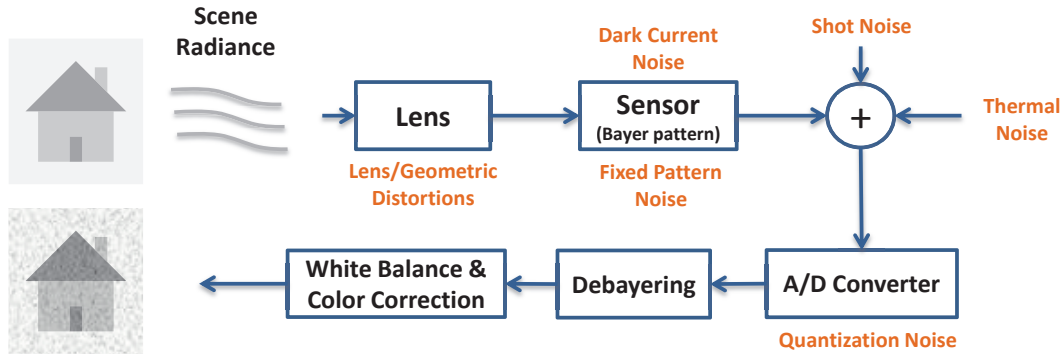 Scene
Radiance
Dark Current
Noise
Shot Noise
Lens
Sensor
(Bayer pattern)
+
Thermal
Noise
Lens/Geometric
Distortions
Fixed Pattern
Noise
White Balance &
Color Correction
Debayering
A/D Converter
Quantization Noise